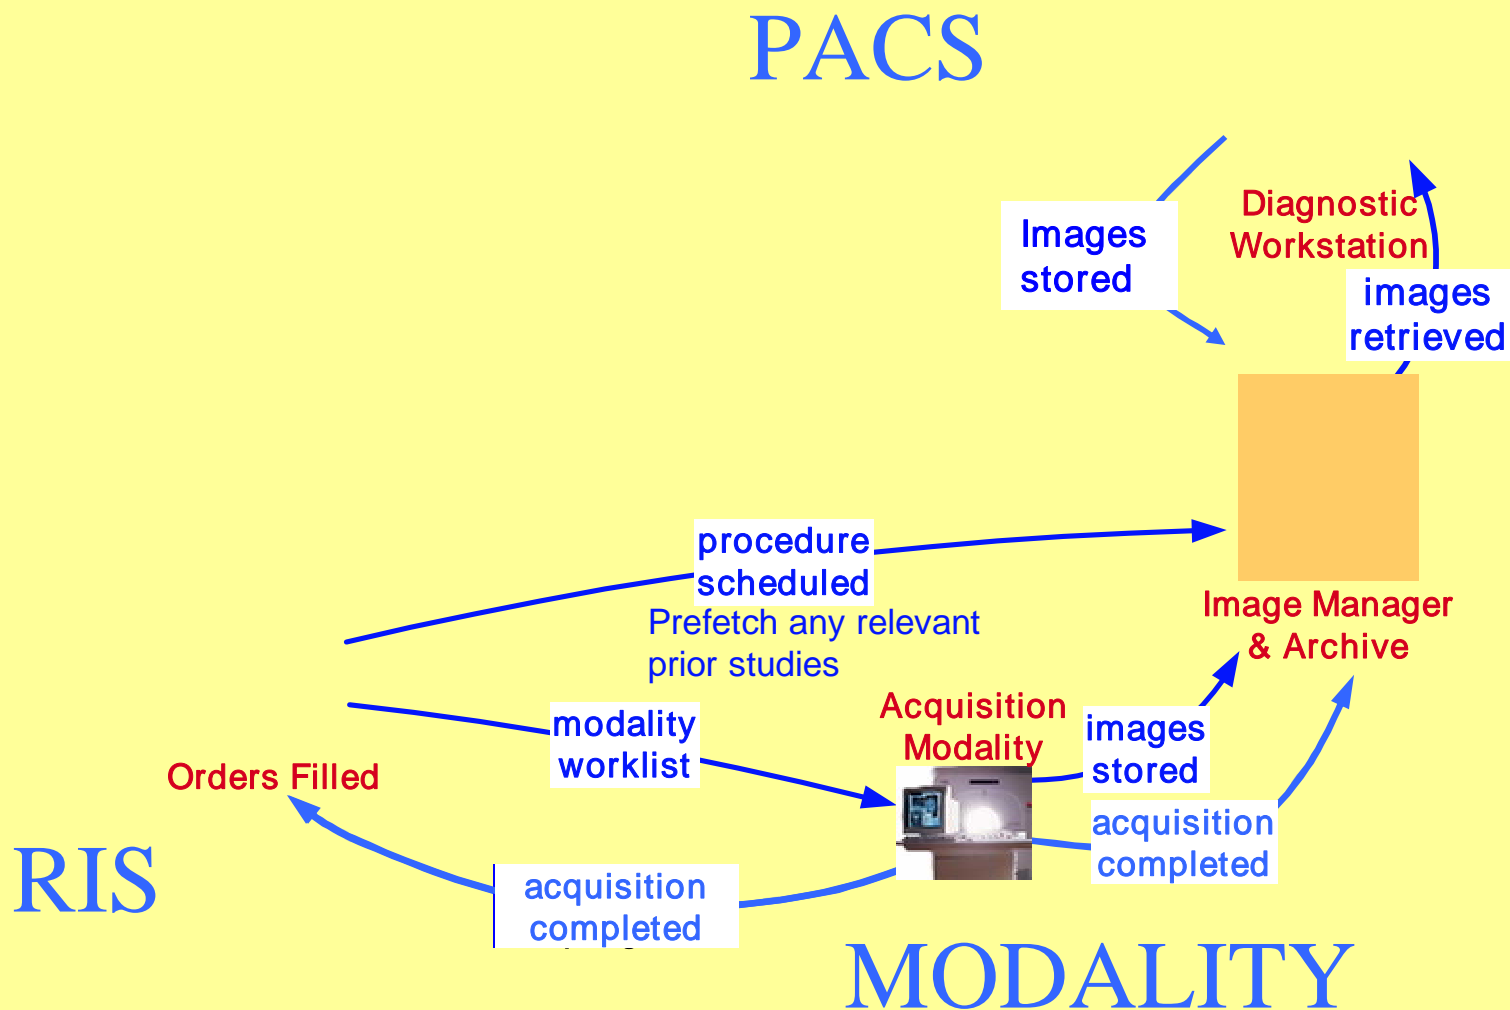 PACS
Images
stored
Diagnostic
Workstation
images
retrieved
procedure
scheduled
Prefetch any relevant
prior studies
Image Manager
& Archive
modality
worklist
Acquisition
Modality
images
stored
Orders Filled
acquisition
completed
RIS
acquisition
completed
MODALITY